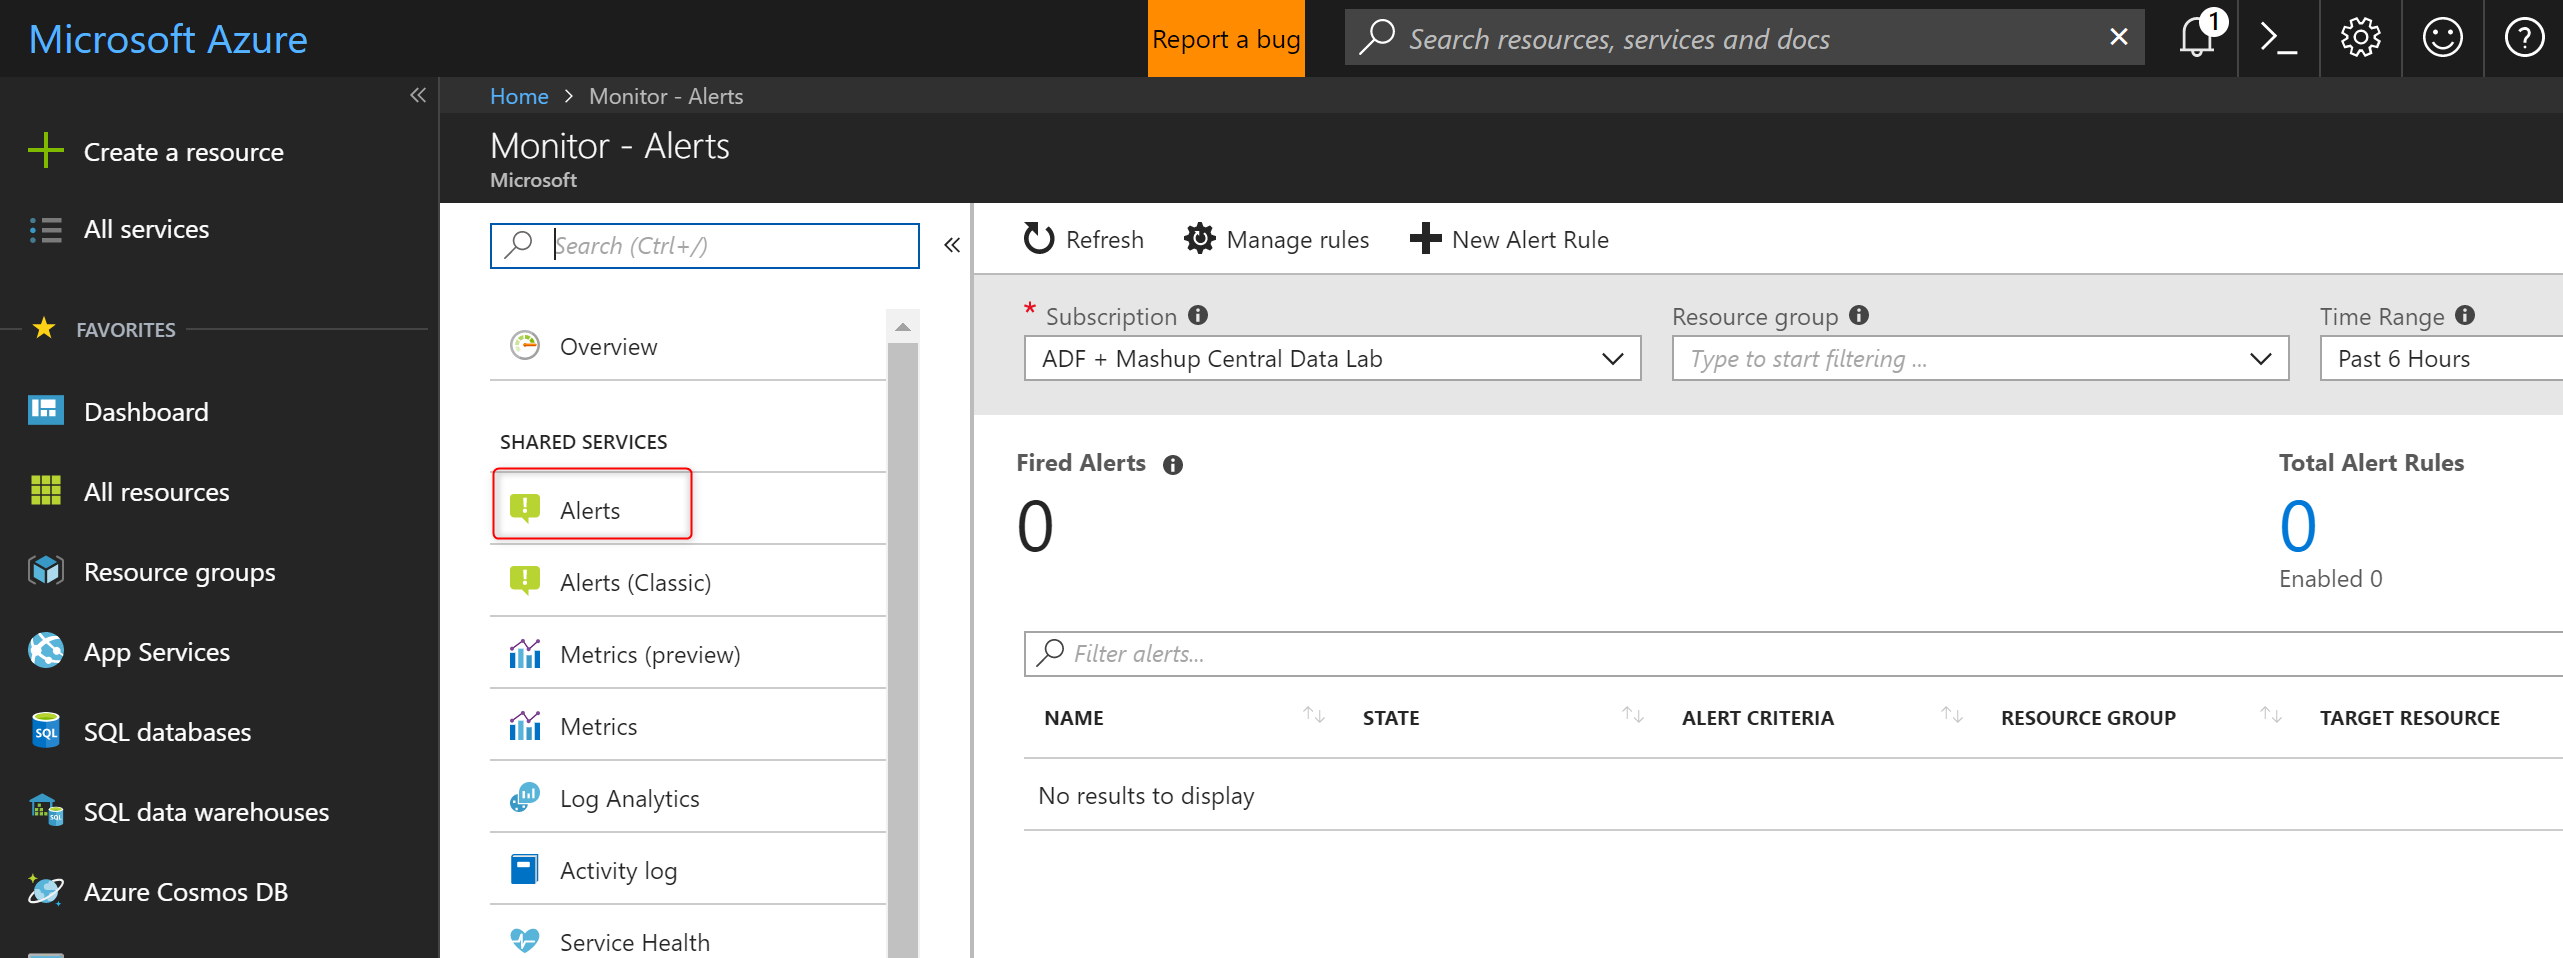 Microsoft Azure
Report a bug
Search resources, services and docs
1
Home > Monitor - Alerts
Monitor - Alerts
Microsoft
Create a resource
All services
FAVORITES
Dashboard
All resources
Resource groups
App Services
SQL databases
SQL data warehouses
Azure Cosmos DB
Search (Ctrl+/)
Overview
SHARED SERVICES
Alerts
Alerts (Classic)
Metrics (preview)
Metrics
Log Analytics
Activity log
Service Health
Refresh
Manage rules
New Alert Rule
* Subscription
ADF + Mashup Central Data Lab
Resource group
Type to start filtering ...
Time Range
Past 6 Hours
Fired Alerts
0
Total Alert Rules
0
Enabled 0
Filter alerts...
NAME STATE ALERT CRITERIA RESOURCE GROUP TARGET RESOURCE
No results to display